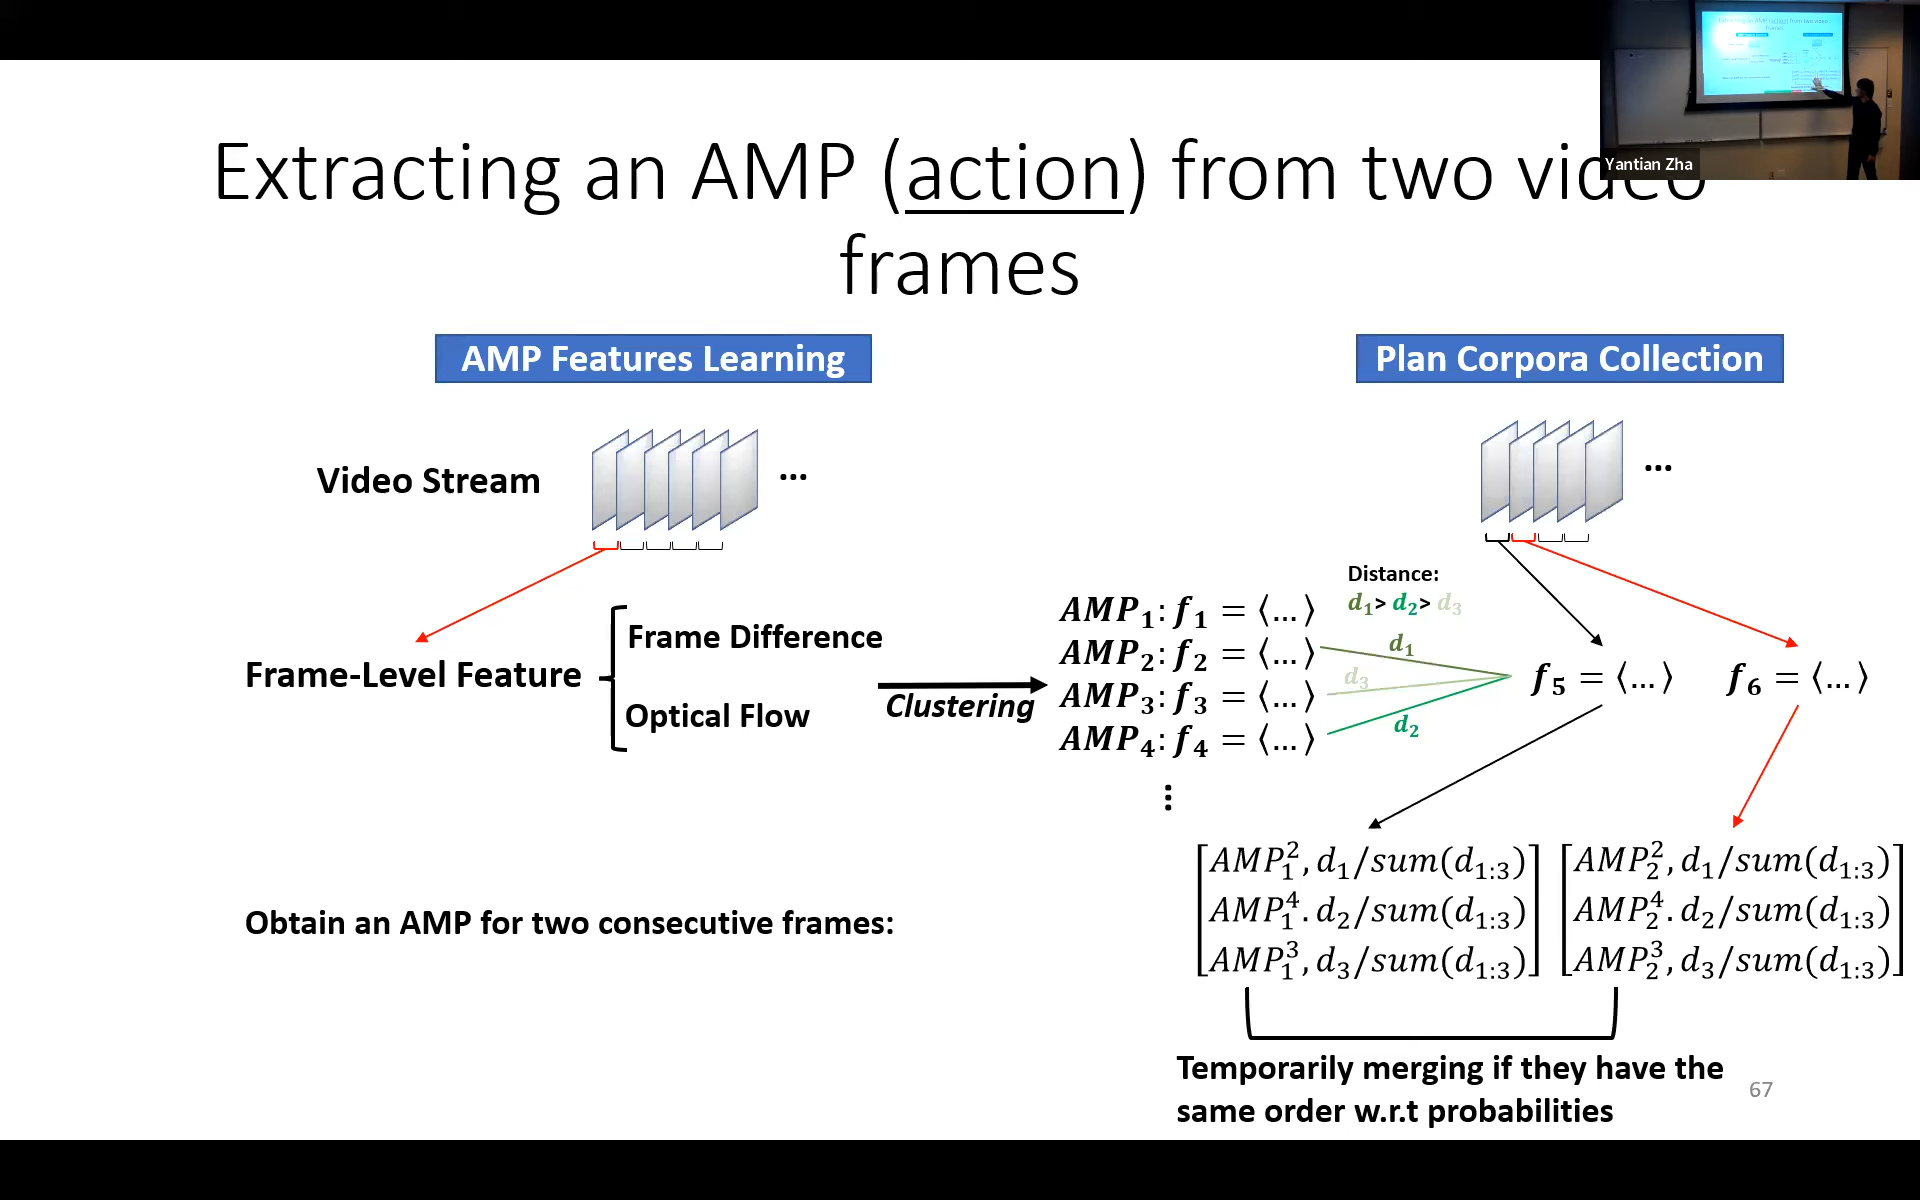 Yantian Zha
Extracting an AMP (action) from two video
frames
AMP Features Learning
Video Stream
...
Frame-Level Feature
Frame Difference
Optical Flow
Clustering
Obtain an AMP for two consecutive frames:
Plan Corpora Collection
...
Distance:
d₁> d₂> d₃
AMP₁: f₁ = ⟨...⟩
AMP₂: f₂ = ⟨...⟩
AMP₃: f₃ = ⟨...⟩
AMP₄: f₄ = ⟨...⟩
⋮
d₁
d₃
d₂
f₅ = ⟨...⟩
f₆ = ⟨...⟩
AMP₁², d₁/sum(d₁:₃)
AMP₁⁴. d₂/sum(d₁:₃)
AMP₁³, d₃/sum(d₁:₃)
AMP₂², d₁/sum(d₁:₃)
AMP₂⁴. d₂/sum(d₁:₃)
AMP₂³, d₃/sum(d₁:₃)
Temporarily merging if they have the
same order w.r.t probabilities
67